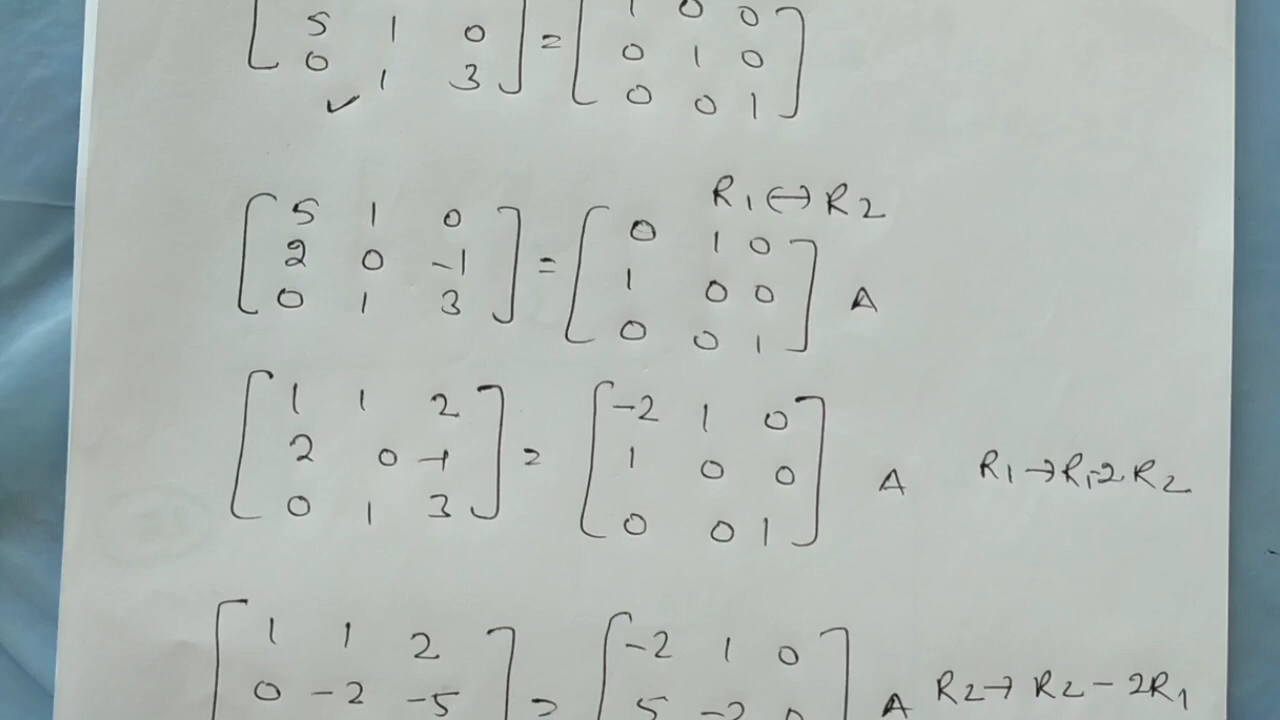 5 1 0 = 1 0 0
0 1 3 0 1 0
✓ 0 0 1
R1 ↔ R2
5 1 0 0 1 0
2 0 -1 = 1 0 0 A
0 1 3 0 0 1
1 1 2 -2 1 0
2 0 -1 = 1 0 0 A R1 → R1-2R2
0 1 3 0 0 1
1 1 2 -2 1 0
0 -2 -5 = 5 -2 0 A R2 → R2 - 2R1